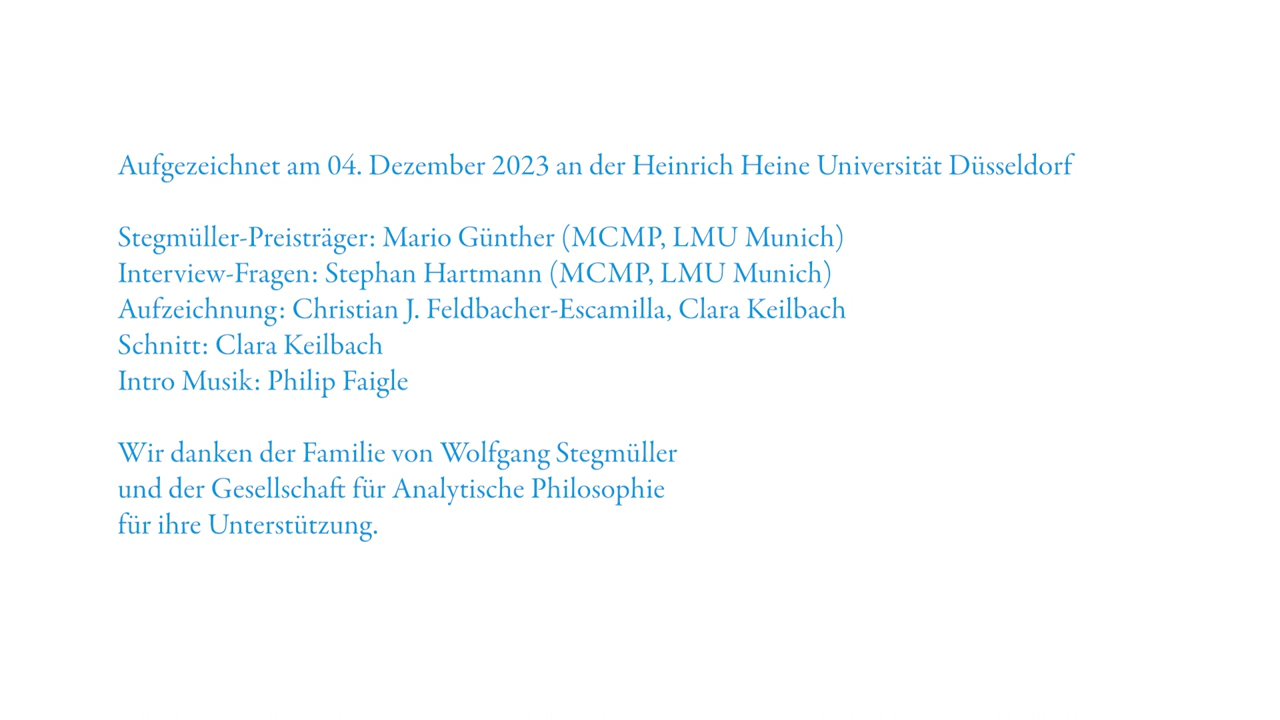 Aufgezeichnet am 04. Dezember 2023 an der Heinrich Heine Universität Düsseldorf
Stegmüller-Preisträger: Mario Günther (MCMP, LMU Munich)
Interview-Fragen: Stephan Hartmann (MCMP, LMU Munich)
Aufzeichnung: Christian J. Feldbacher-Escamilla, Clara Keilbach
Schnitt: Clara Keilbach
Intro Musik: Philip Faigle
Wir danken der Familie von Wolfgang Stegmüller
und der Gesellschaft für Analytische Philosophie
für ihre Unterstützung.